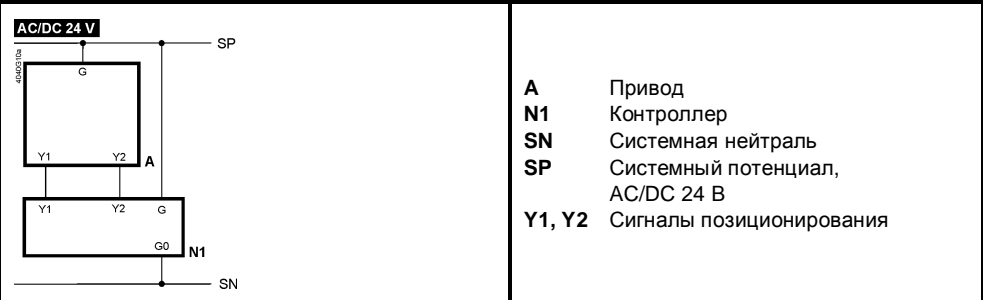 AC/DC 24 V
SP
4040G10a
G
Y1 Y2
A
Y1 Y2 G
G0
N1
SN
A Привод
N1 Контроллер
SN Системная нейтраль
SP Системный потенциал,
AC/DC 24 В
Y1, Y2 Сигналы позиционирования